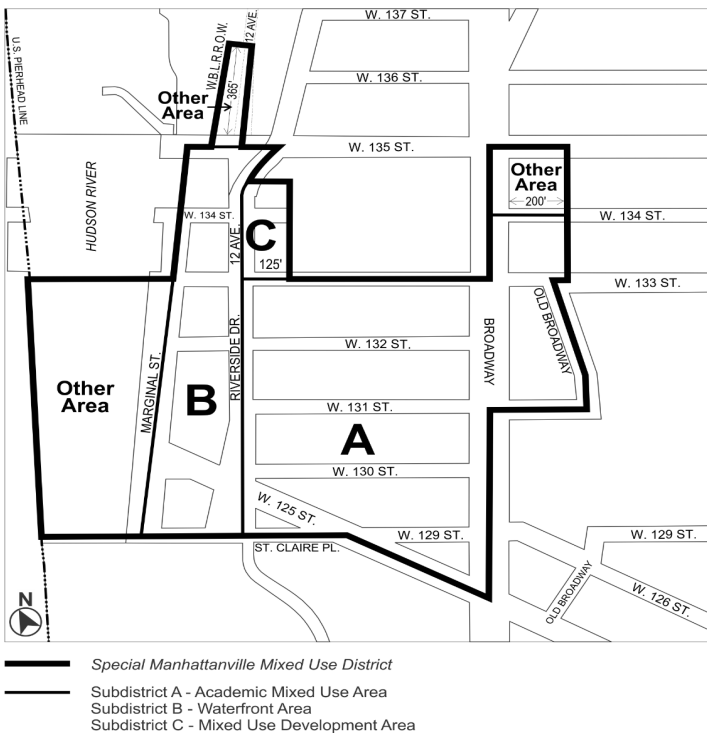 W. 137 ST.
12 AVE.
W.B.L.R.R.O.W.
U.S. PIERHEAD LINE
W. 136 ST.
365'
Other
Area
W. 135 ST.
HUDSON RIVER
Other
Area
200'
W. 134 ST.
W. 134 ST.
12 AVE.
C
125'
W. 133 ST.
OLD BROADWAY
BROADWAY
RIVERSIDE DR.
W. 132 ST.
MARGINAL ST.
Other
Area
B
W. 131 ST.
A
W. 130 ST.
W. 125 ST.
W. 129 ST.
W. 129 ST.
ST. CLAIRE PL.
OLD BROADWAY
W. 126 ST.
N
Special Manhattanville Mixed Use District
Subdistrict A - Academic Mixed Use Area
Subdistrict B - Waterfront Area
Subdistrict C - Mixed Use Development Area